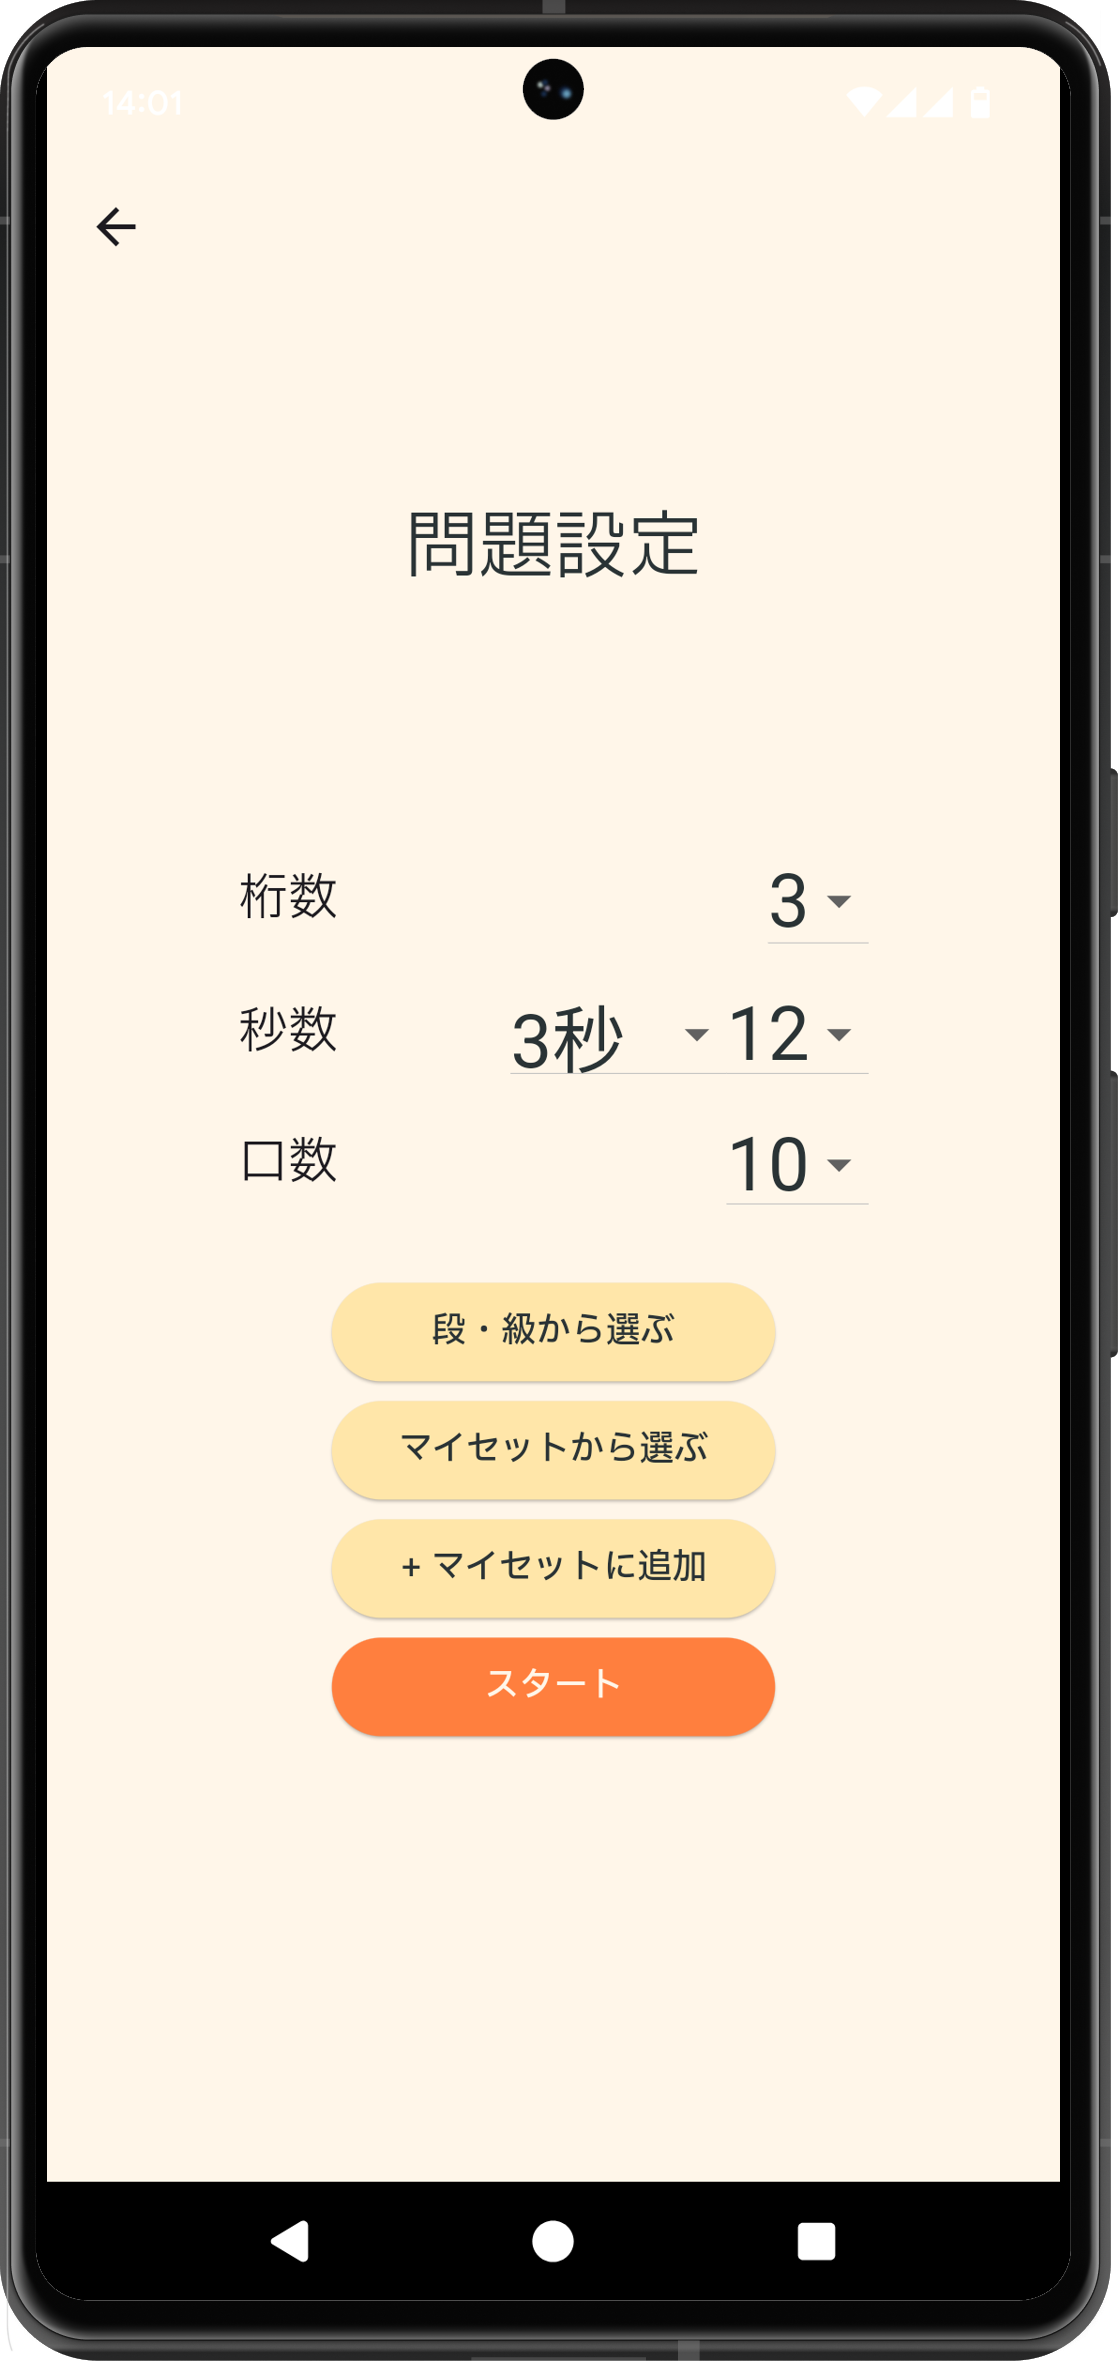 14:01
問題設定
桁数 3
秒数 3秒 12
口数 10
段・級から選ぶ
マイセットから選ぶ
+ マイセットに追加
スタート